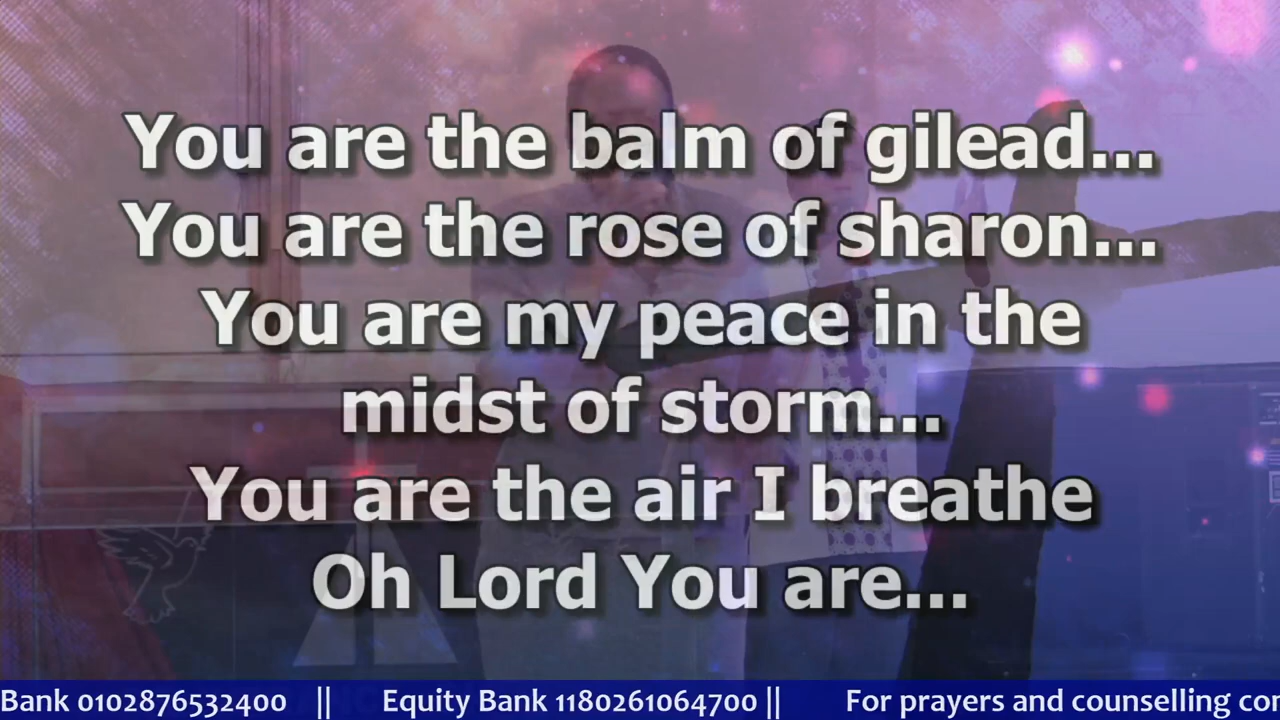 You are the balm of gilead...
You are the rose of sharon...
You are my peace in the
midst of storm...
You are the air I breathe
Oh Lord You are...
Bank 0102876532400 || Equity Bank 1180261064700 || For prayers and counselling con